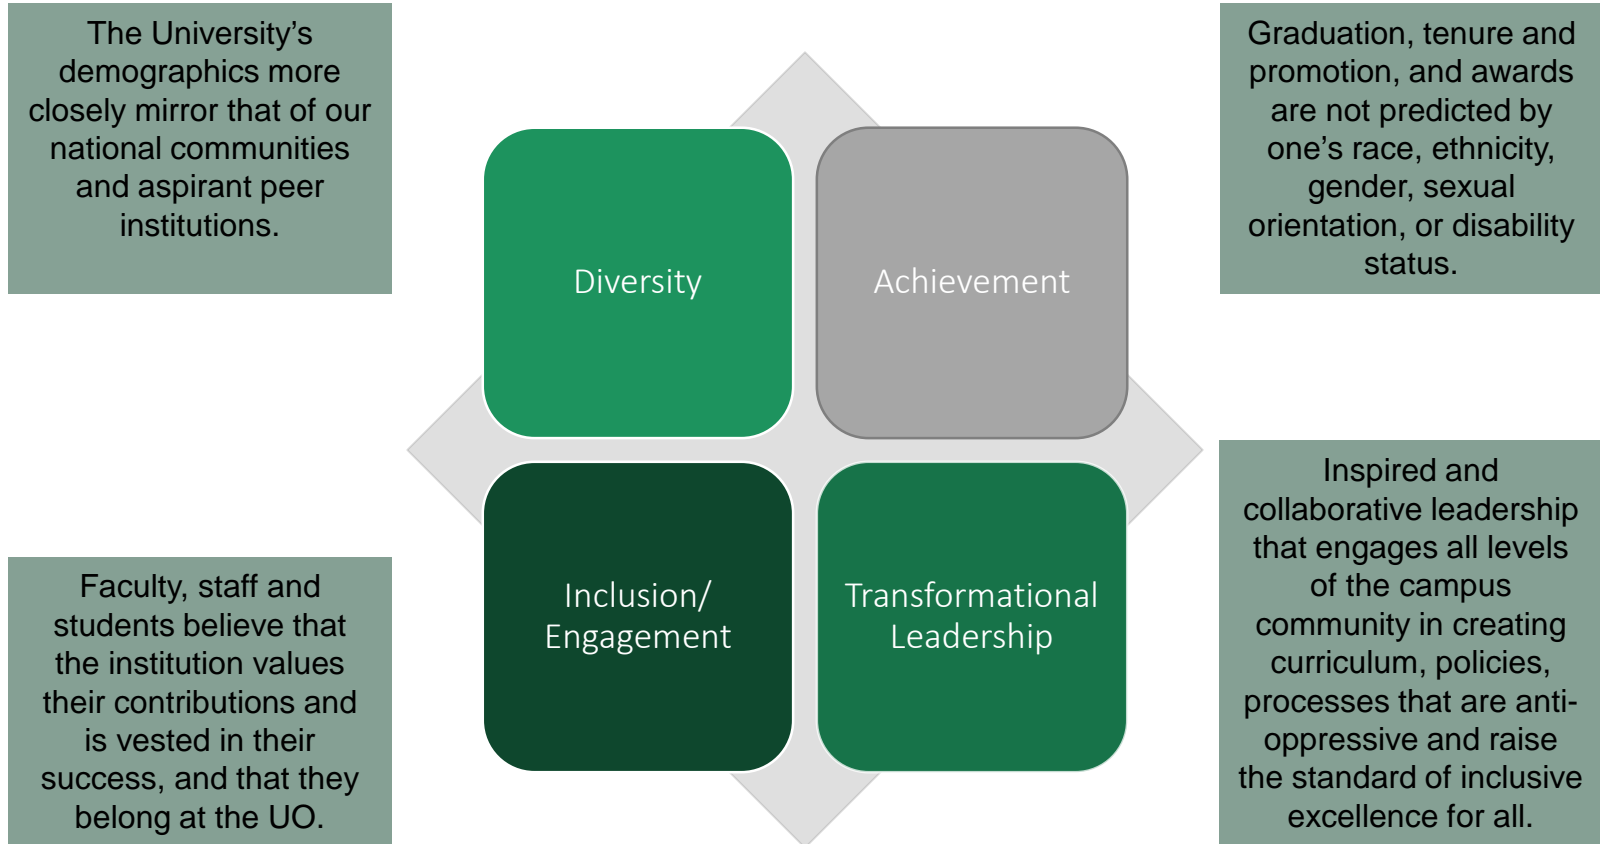 The University’s
demographics more
closely mirror that of our
national communities
and aspirant peer
institutions.
Graduation, tenure and
promotion, and awards
are not predicted by
one’s race, ethnicity,
gender, sexual
orientation, or disability
status.
Diversity
Achievement
Inclusion/
Engagement
Transformational
Leadership
Faculty, staff and
students believe that
the institution values
their contributions and
is vested in their
success, and that they
belong at the UO.
Inspired and
collaborative leadership
that engages all levels
of the campus
community in creating
curriculum, policies,
processes that are anti-
oppressive and raise
the standard of inclusive
excellence for all.